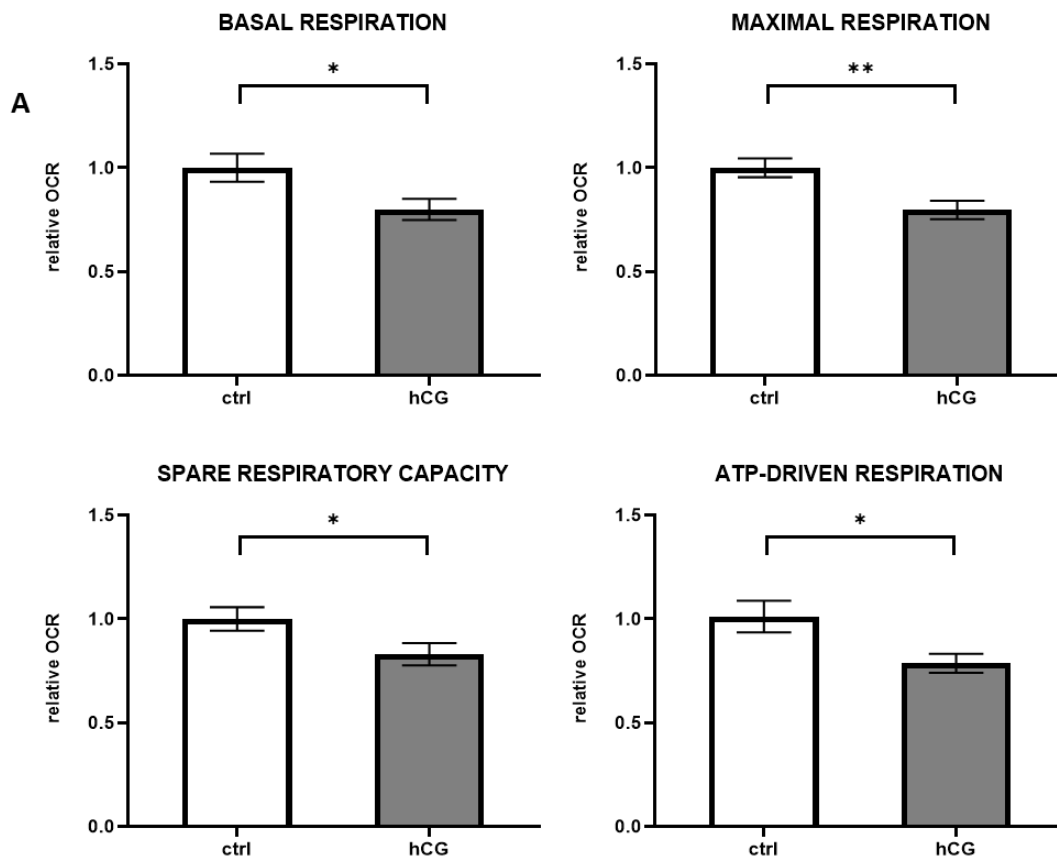 A
BASAL RESPIRATION
*
relative OCR
1.5
1.0
0.5
0.0
ctrl
hCG
MAXIMAL RESPIRATION
**
relative OCR
1.5
1.0
0.5
0.0
ctrl
hCG
SPARE RESPIRATORY CAPACITY
*
relative OCR
1.5
1.0
0.5
0.0
ctrl
hCG
ATP-DRIVEN RESPIRATION
*
relative OCR
1.5
1.0
0.5
0.0
ctrl
hCG